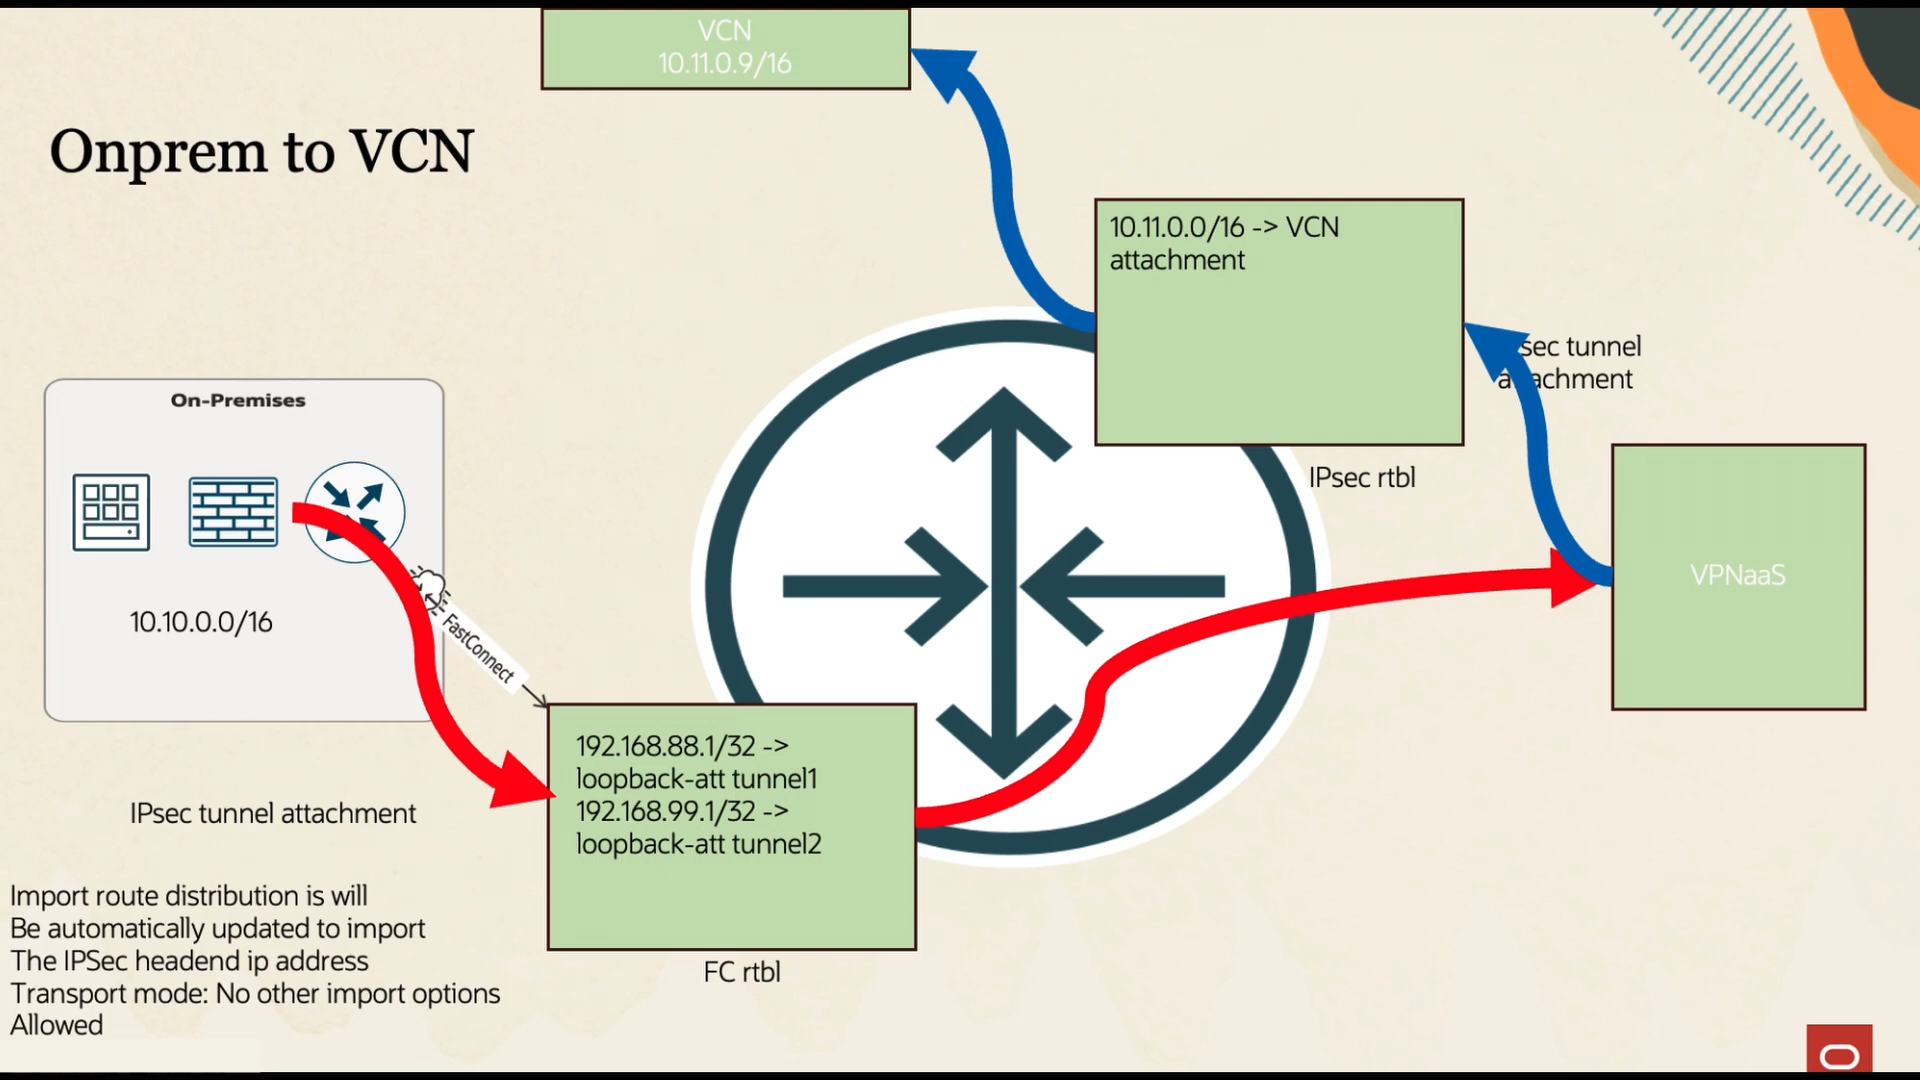 VCN
10.11.0.9/16
Onprem to VCN
10.11.0.0/16 -> VCN
attachment
sec tunnel
attachment
On-Premises
IPsec rtbl
VPNaaS
10.10.0.0/16
FastConnect
192.168.88.1/32 ->
loopback-att tunnel1
192.168.99.1/32 ->
loopback-att tunnel2
IPsec tunnel attachment
Import route distribution is will
Be automatically updated to import
The IPSec headend ip address
Transport mode: No other import options
Allowed
FC rtbl